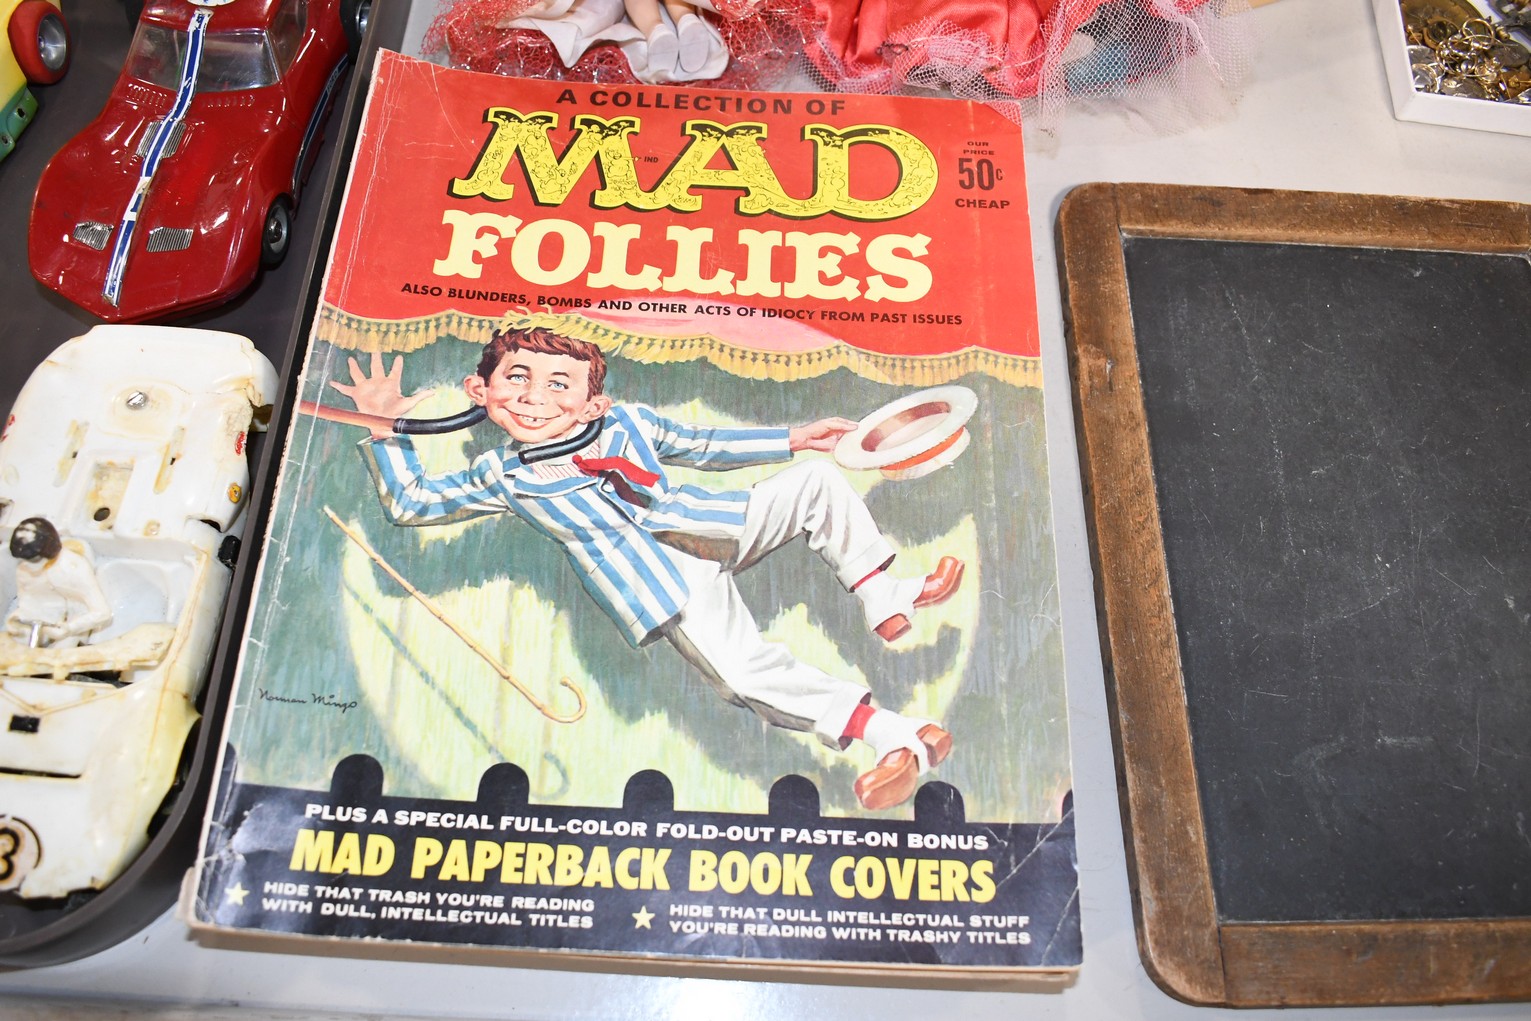 A COLLECTION OF
MAD
IND
FOLLIES
OUR
PRICE
50¢
CHEAP
ALSO BLUNDERS, BOMBS AND OTHER ACTS OF IDIOCY FROM PAST ISSUES
Norman Mingo
PLUS A SPECIAL FULL-COLOR FOLD-OUT PASTE-ON BONUS
MAD PAPERBACK BOOK COVERS
HIDE THAT TRASH YOU'RE READING
WITH DULL, INTELLECTUAL TITLES
HIDE THAT DULL INTELLECTUAL STUFF
YOU'RE READING WITH TRASHY TITLES
3